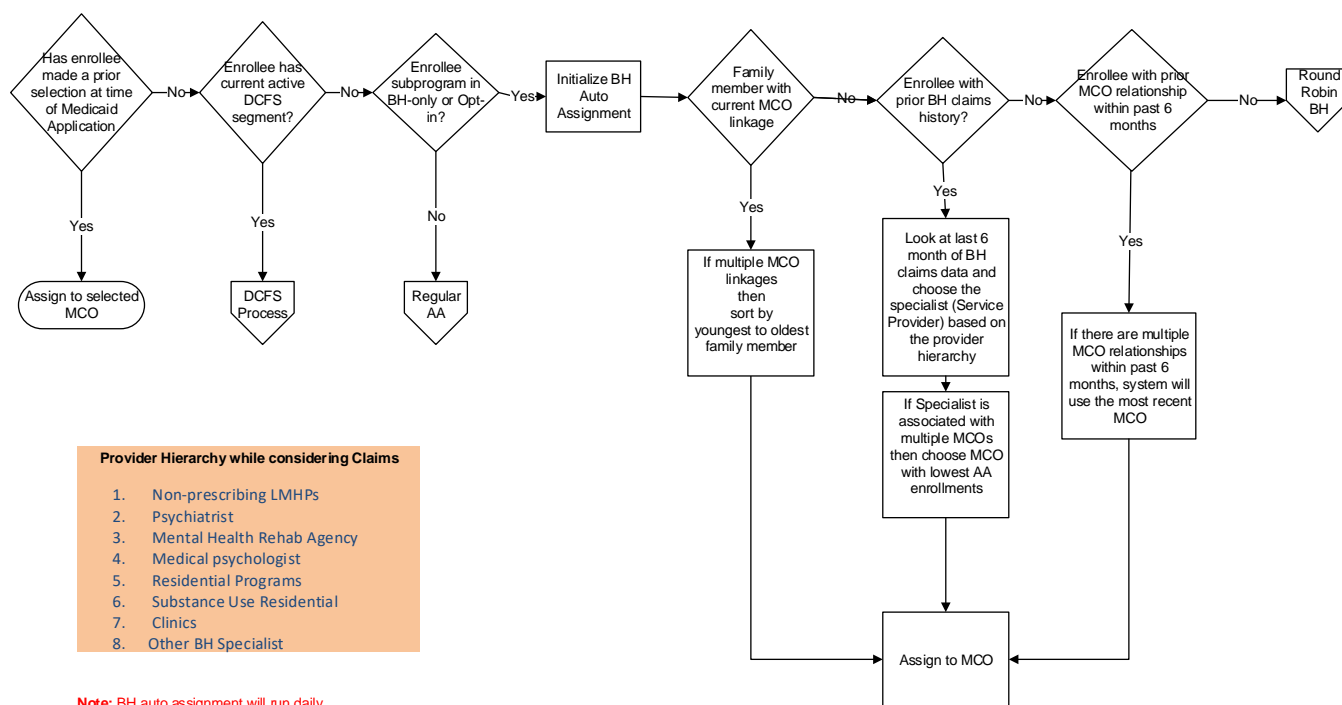 Has enrollee
made a prior
selection at time
of Medicaid
Application
No
Enrollee has
current active
DCFS
segment?
No
Enrollee
subprogram in
BH-only or Opt-
in?
Yes
Initialize BH
Auto
Assignment
Family
member with
current MCO
linkage
No
Enrollee with
prior BH claims
history?
No
Enrollee with prior
MCO relationship
within past 6
months
No
Round
Robin
BH
Yes
Yes
No
Yes
Yes
Yes
Assign to selected
MCO
DCFS
Process
Regular
AA
If multiple MCO
linkages
then
sort by
youngest to oldest
family member
Look at last 6
month of BH
claims data and
choose the
specialist (Service
Provider) based on
the provider
hierarchy
If there are multiple
MCO relationships
within past 6
months, system will
use the most recent
MCO
If Specialist is
associated with
multiple MCOs
then choose MCO
with lowest AA
enrollments
Assign to MCO
Provider Hierarchy while considering Claims
1. Non-prescribing LMHPs
2. Psychiatrist
3. Mental Health Rehab Agency
4. Medical psychologist
5. Residential Programs
6. Substance Use Residential
7. Clinics
8. Other BH Specialist
Note: BH auto assignment will run daily